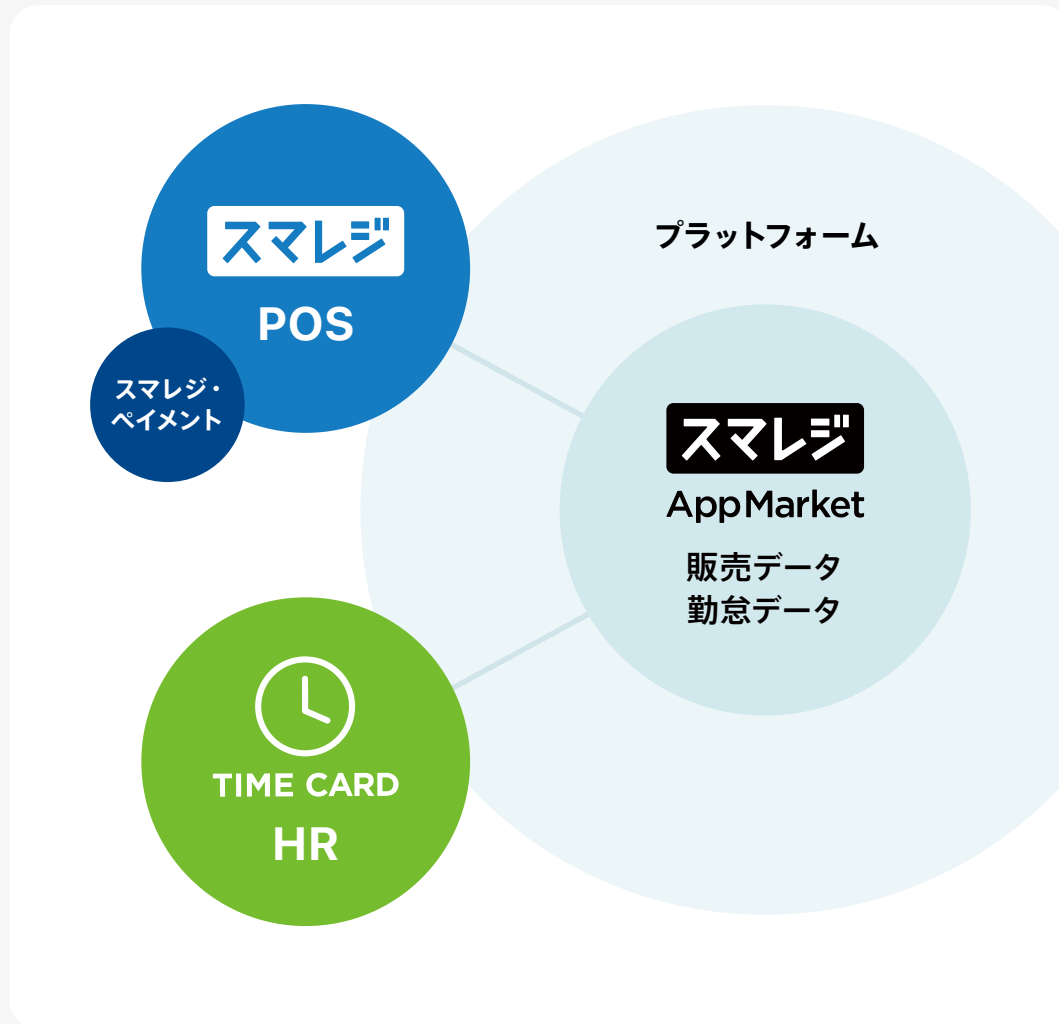 スマレジ
POS
スマレジ・
ペイメント
プラットフォーム
スマレジ
App Market
販売データ
勤怠データ
TIME CARD
HR